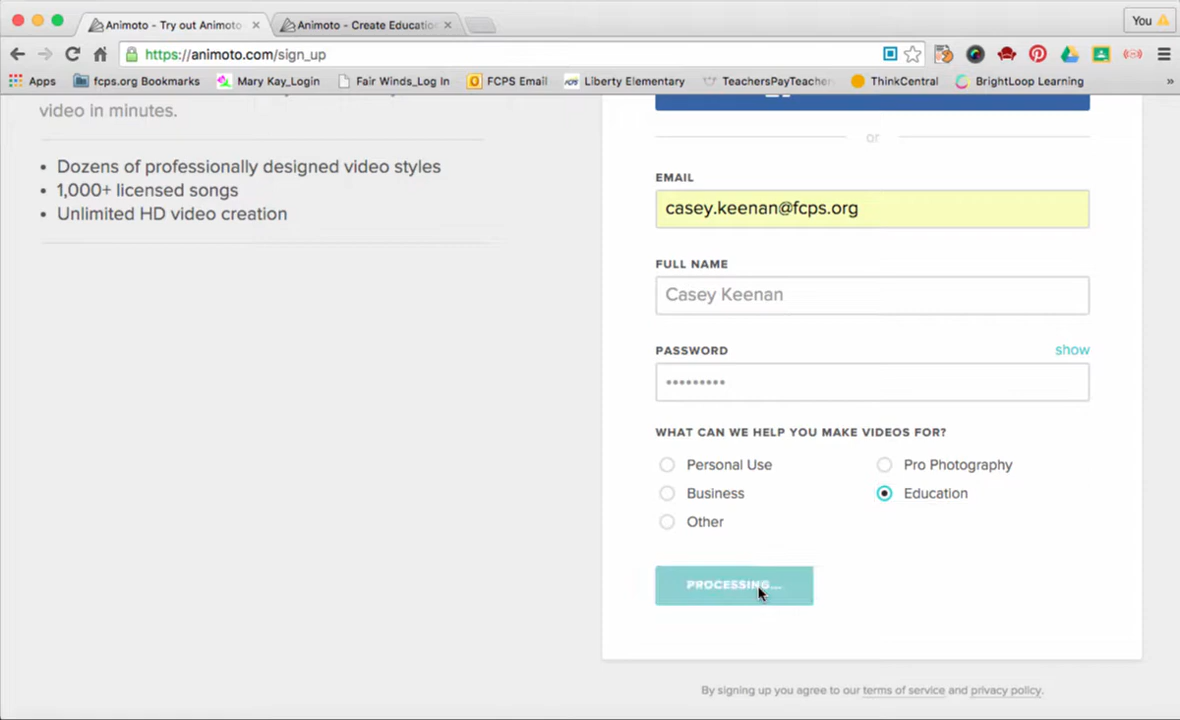 Animoto - Try out Animoto
Animoto - Create Education
You
https://animoto.com/sign_up
Apps
fcps.org Bookmarks
Mary Kay_Login
Fair Winds_Log In
FCPS Email
Liberty Elementary
TeachersPayTeacher
ThinkCentral
BrightLoop Learning
»
video in minutes.
• Dozens of professionally designed video styles
• 1,000+ licensed songs
• Unlimited HD video creation
or
EMAIL
casey.keenan@fcps.org
FULL NAME
Casey Keenan
PASSWORD
show
•••••••••
WHAT CAN WE HELP YOU MAKE VIDEOS FOR?
Personal Use
Pro Photography
Business
Education
Other
PROCESSING...
By signing up you agree to our terms of service and privacy policy.